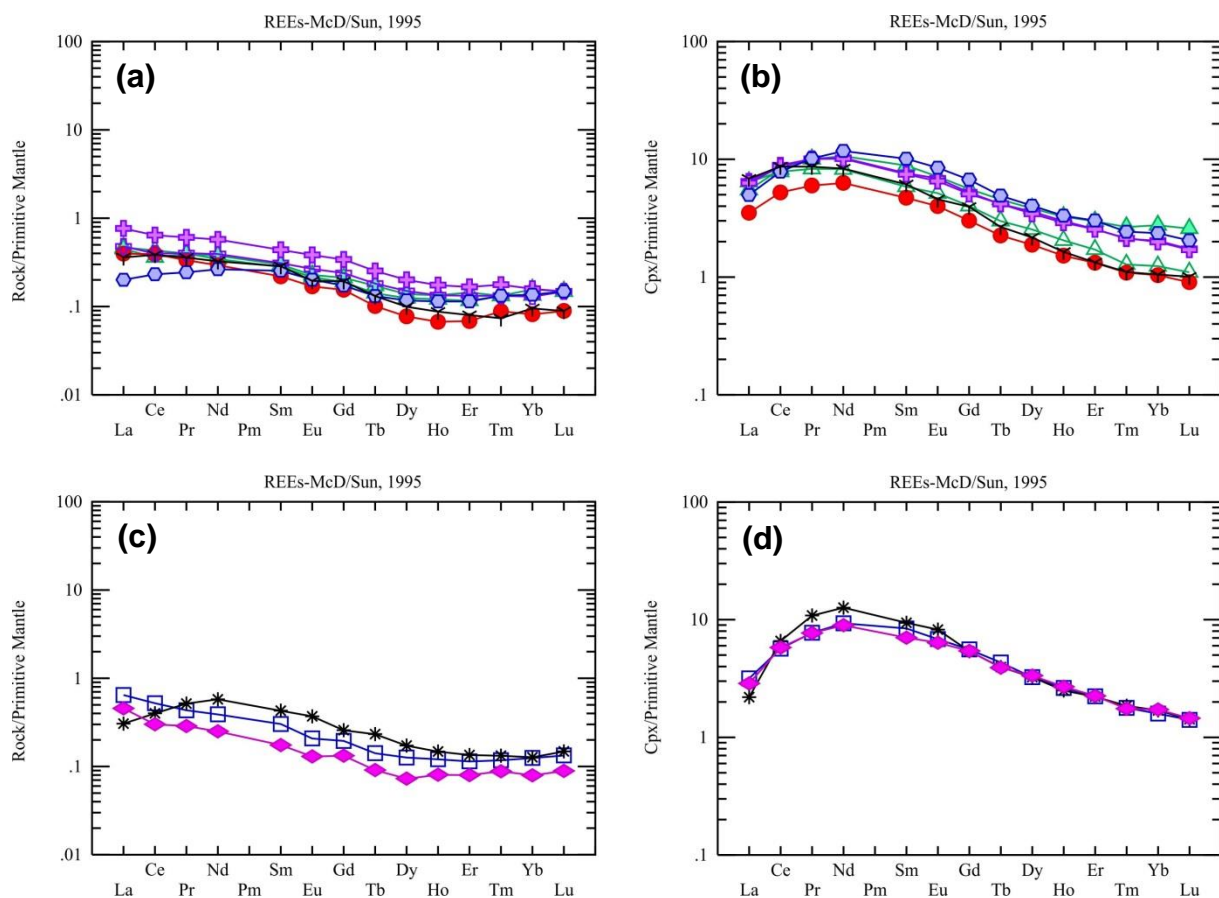 REEs-McD/Sun, 1995
(a)
Rock/Primitive Mantle
100
10
1
.1
.01
Ce Nd Sm Gd Dy Er Yb
La Pr Pm Eu Tb Ho Tm Lu
REEs-McD/Sun, 1995
(b)
Cpx/Primitive Mantle
100
10
1
.1
Ce Nd Sm Gd Dy Er Yb
La Pr Pm Eu Tb Ho Tm Lu
REEs-McD/Sun, 1995
(c)
Rock/Primitive Mantle
100
10
1
0.1
.01
Ce Nd Sm Gd Dy Er Yb
La Pr Pm Eu Tb Ho Tm Lu
REEs-McD/Sun, 1995
(d)
Cpx/Primitive Mantle
100
10
1
.1
Ce Nd Sm Gd Dy Er Yb
La Pr Pm Eu Tb Ho Tm Lu